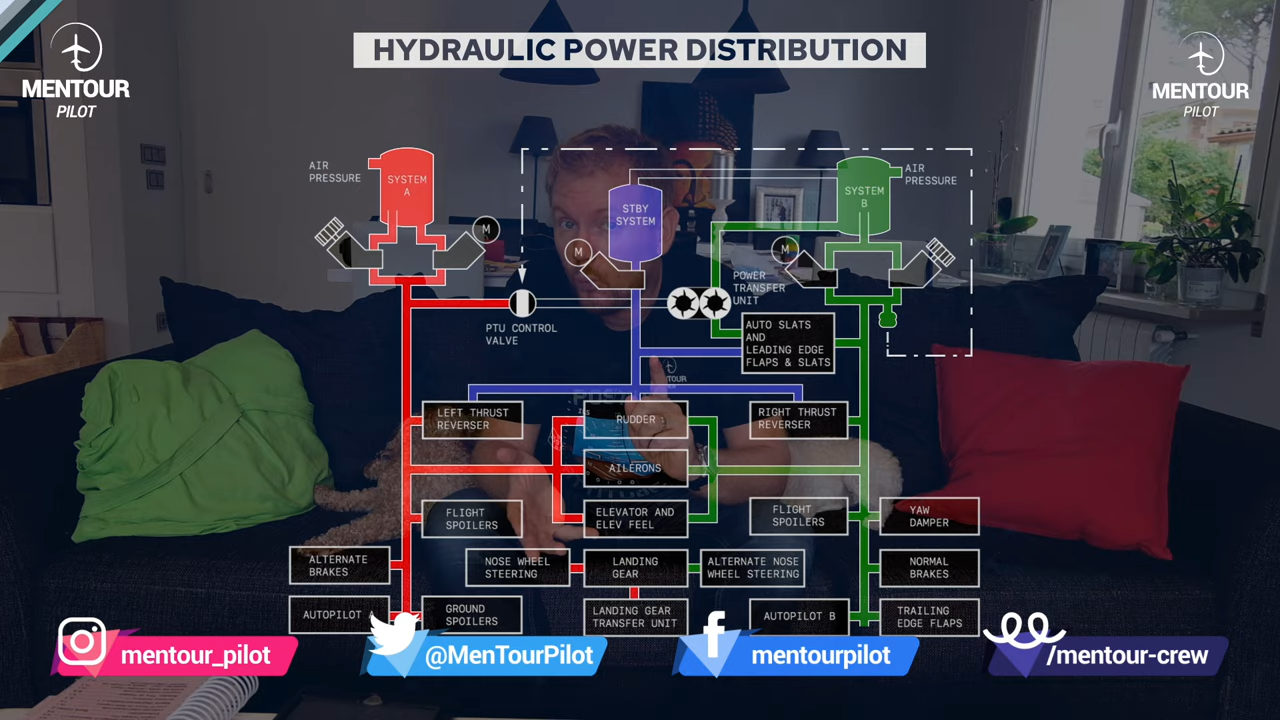 MENTOUR
PILOT
HYDRAULIC POWER DISTRIBUTION
MENTOUR
PILOT
AIR
PRESSURE
SYSTEM
A
M
STBY
SYSTEM
M
SYSTEM
B
AIR
PRESSURE
M
PTU CONTROL
VALVE
POWER
TRANSFER
UNIT
AUTO SLATS
AND
LEADING EDGE
FLAPS & SLATS
LEFT THRUST
REVERSER
RUDDER
RIGHT THRUST
REVERSER
AILERONS
FLIGHT
SPOILERS
ELEVATOR AND
ELEV FEEL
FLIGHT
SPOILERS
YAW
DAMPER
ALTERNATE
BRAKES
NOSE WHEEL
STEERING
LANDING
GEAR
ALTERNATE NOSE
WHEEL STEERING
NORMAL
BRAKES
AUTOPILOT A
GROUND
SPOILERS
LANDING GEAR
TRANSFER UNIT
AUTOPILOT B
TRAILING
EDGE FLAPS
mentour_pilot
@MenTourPilot
mentourpilot
/mentour-crew